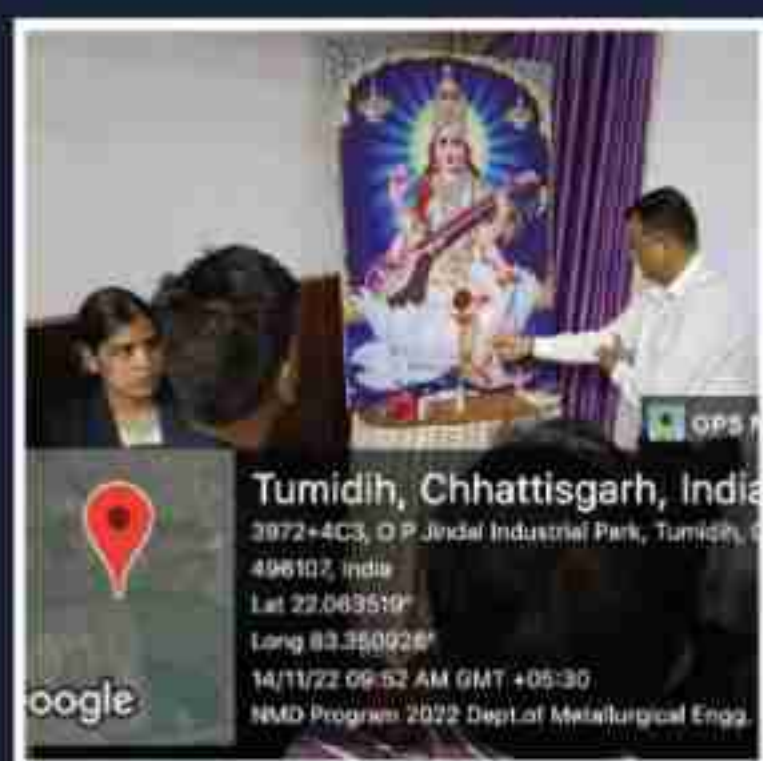 GPS M
Tumidih, Chhattisgarh, India
3972+4C3, O P Jindal Industrial Park, Tumidih, C
496107, India
Lat 22.063519°
Long 83.350928°
14/11/22 09:52 AM GMT +05:30
NMD Program 2022 Dept.of Metallurgical Engg.
oogle